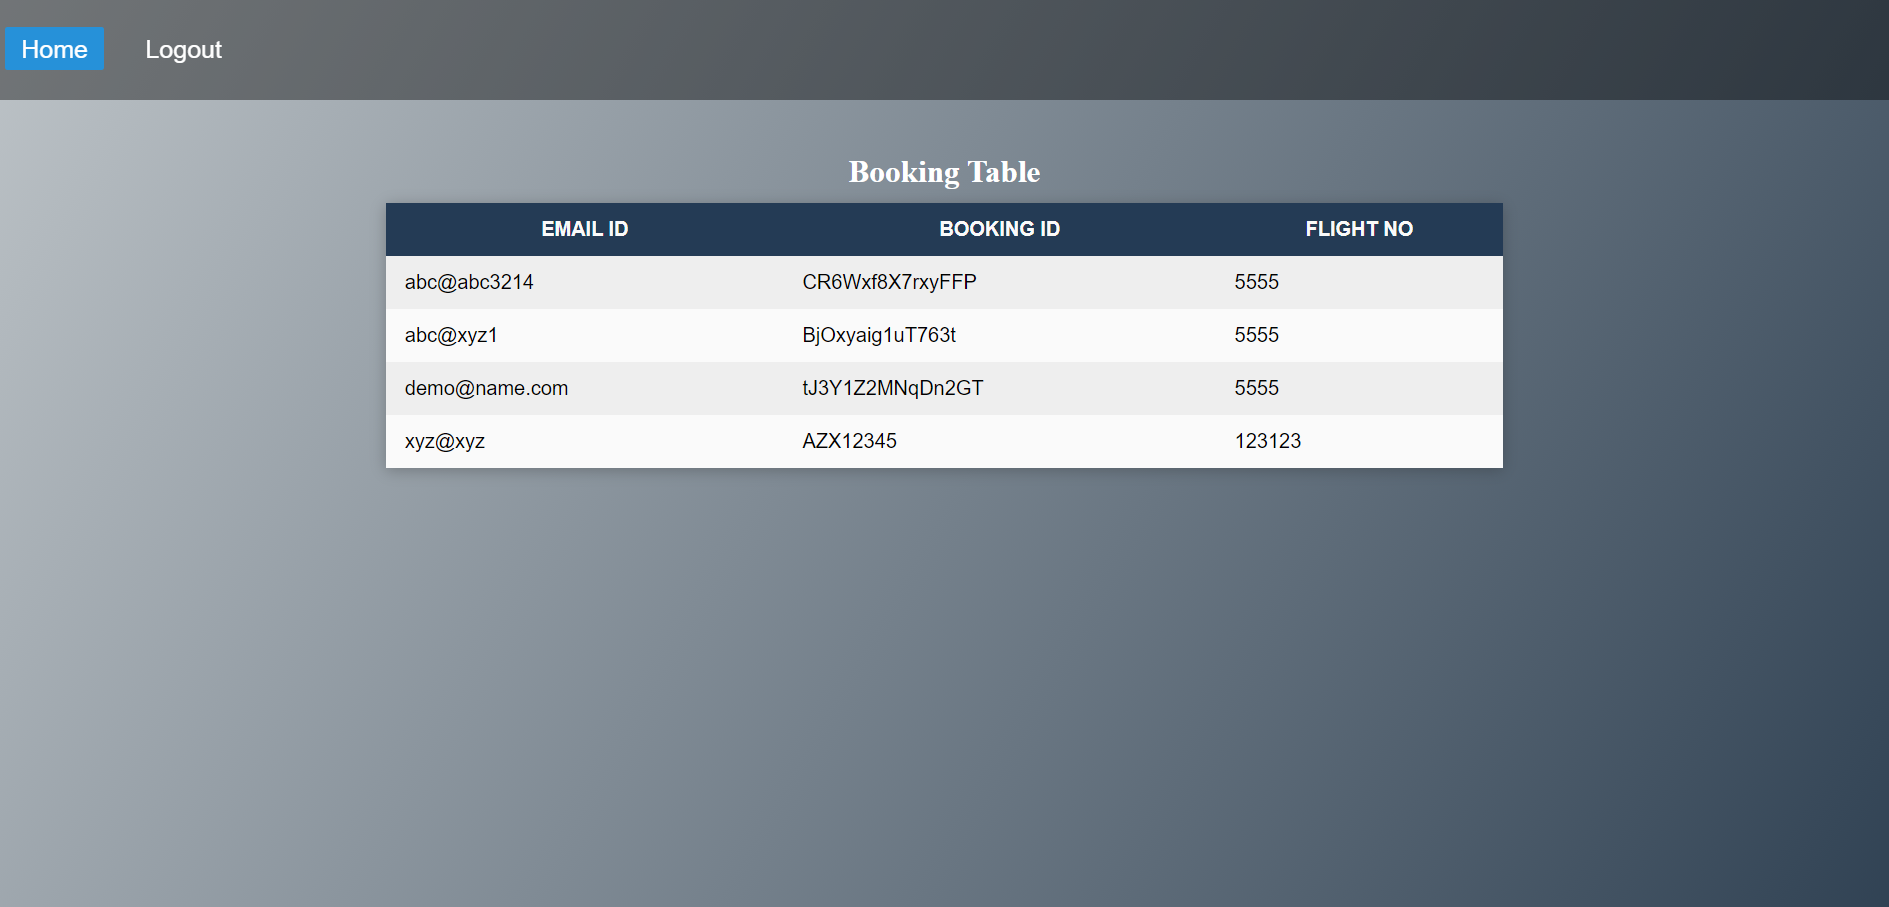 Home Logout
Booking Table
EMAIL ID BOOKING ID FLIGHT NO
abc@abc3214 CR6Wxf8X7rxyFFP 5555
abc@xyz1 BjOxyaig1uT763t 5555
demo@name.com tJ3Y1Z2MNqDn2GT 5555
xyz@xyz AZX12345 123123